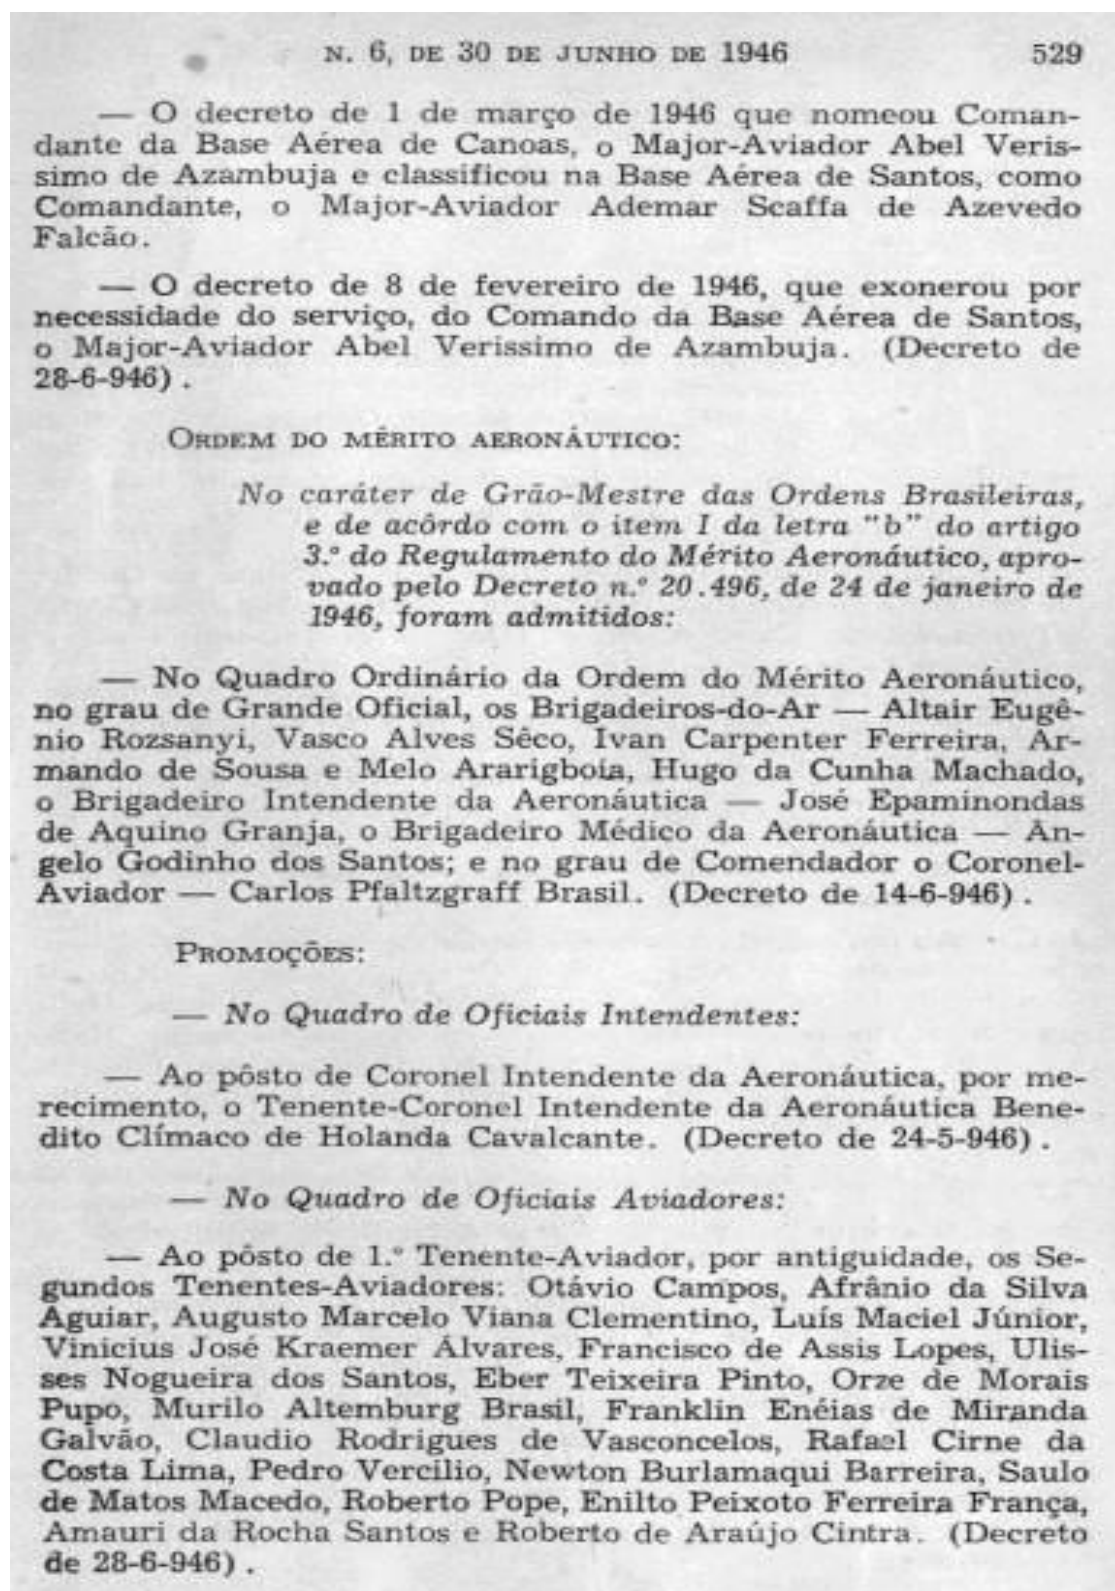 N. 6, DE 30 DE JUNHO DE 1946 529
— O decreto de 1 de março de 1946 que nomeou Coman-
dante da Base Aérea de Canoas, o Major-Aviador Abel Veris-
simo de Azambuja e classificou na Base Aérea de Santos, como
Comandante, o Major-Aviador Ademar Scaffa de Azevedo
Falcão.
— O decreto de 8 de fevereiro de 1946, que exonerou por
necessidade do serviço, do Comando da Base Aérea de Santos,
o Major-Aviador Abel Verissimo de Azambuja. (Decreto de
28-6-946).
ORDEM DO MÉRITO AERONÁUTICO:
No caráter de Grão-Mestre das Ordens Brasileiras,
e de acôrdo com o item I da letra "b" do artigo
3.º do Regulamento do Mérito Aeronáutico, apro-
vado pelo Decreto n.º 20.496, de 24 de janeiro de
1946, foram admitidos:
— No Quadro Ordinário da Ordem do Mérito Aeronáutico,
no grau de Grande Oficial, os Brigadeiros-do-Ar — Altair Eugê-
nio Rozsanyi, Vasco Alves Sêco, Ivan Carpenter Ferreira, Ar-
mando de Sousa e Melo Ararigboia, Hugo da Cunha Machado,
o Brigadeiro Intendente da Aeronáutica — José Epaminondas
de Aquino Granja, o Brigadeiro Médico da Aeronáutica — Ân-
gelo Godinho dos Santos; e no grau de Comendador o Coronel-
Aviador — Carlos Pfaltzgraff Brasil. (Decreto de 14-6-946).
PROMOÇÕES:
— No Quadro de Oficiais Intendentes:
— Ao pôsto de Coronel Intendente da Aeronáutica, por me-
recimento, o Tenente-Coronel Intendente da Aeronáutica Bene-
dito Clímaco de Holanda Cavalcante. (Decreto de 24-5-946).
— No Quadro de Oficiais Aviadores:
— Ao pôsto de 1.º Tenente-Aviador, por antiguidade, os Se-
gundos Tenentes-Aviadores: Otávio Campos, Afrânio da Silva
Aguiar, Augusto Marcelo Viana Clementino, Luís Maciel Júnior,
Vinicius José Kraemer Álvares, Francisco de Assis Lopes, Ulis-
ses Nogueira dos Santos, Eber Teixeira Pinto, Orze de Morais
Pupo, Murilo Altemburg Brasil, Franklin Enéias de Miranda
Galvão, Claudio Rodrigues de Vasconcelos, Rafael Cirne da
Costa Lima, Pedro Vercilio, Newton Burlamaqui Barreira, Saulo
de Matos Macedo, Roberto Pope, Enilto Peixoto Ferreira França,
Amauri da Rocha Santos e Roberto de Araújo Cintra. (Decreto
de 28-6-946).